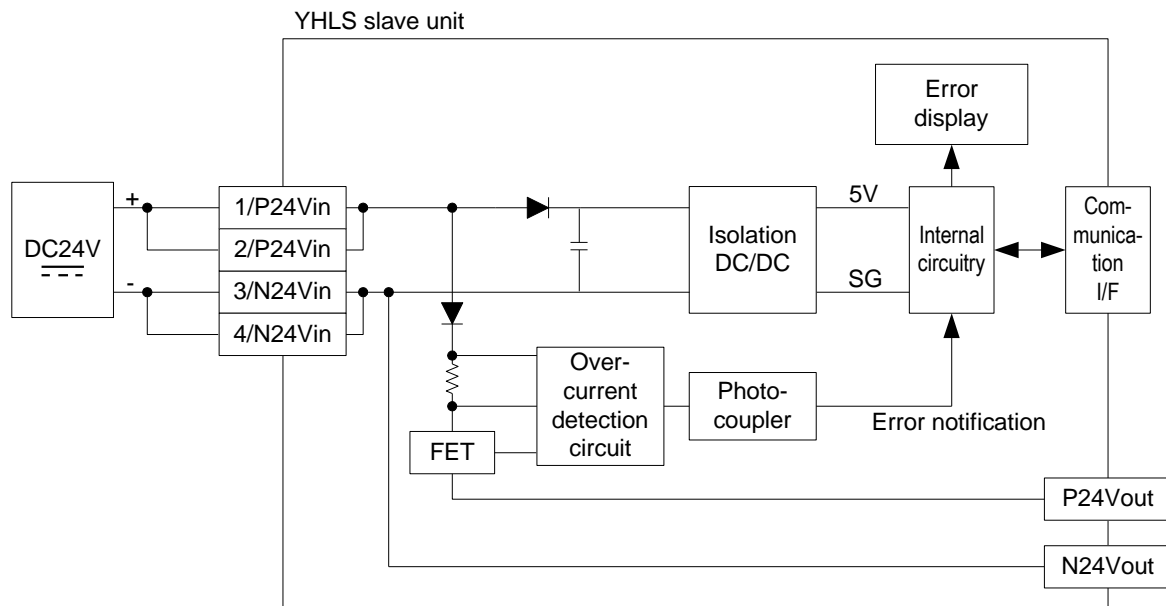 YHLS slave unit
Error
display
+
1/P24Vin
2/P24Vin
DC24V
-
3/N24Vin
4/N24Vin
Isolation
DC/DC
5V
SG
Internal
circuitry
Com-
munica-
tion
I/F
Over-
current
detection
circuit
Photo-
coupler
Error notification
FET
P24Vout
N24Vout